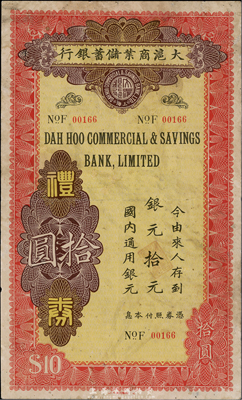 行銀蓄儲業商滬大
NoF 00166 NoF 00166
DAH HOO COMMERCIAL & SAVINGS
BANK, LIMITED
禮
圓拾
券
今由來人存到
銀元拾元
國內通用銀元
憑券照付本息
NoF 00166
拾圓
$10